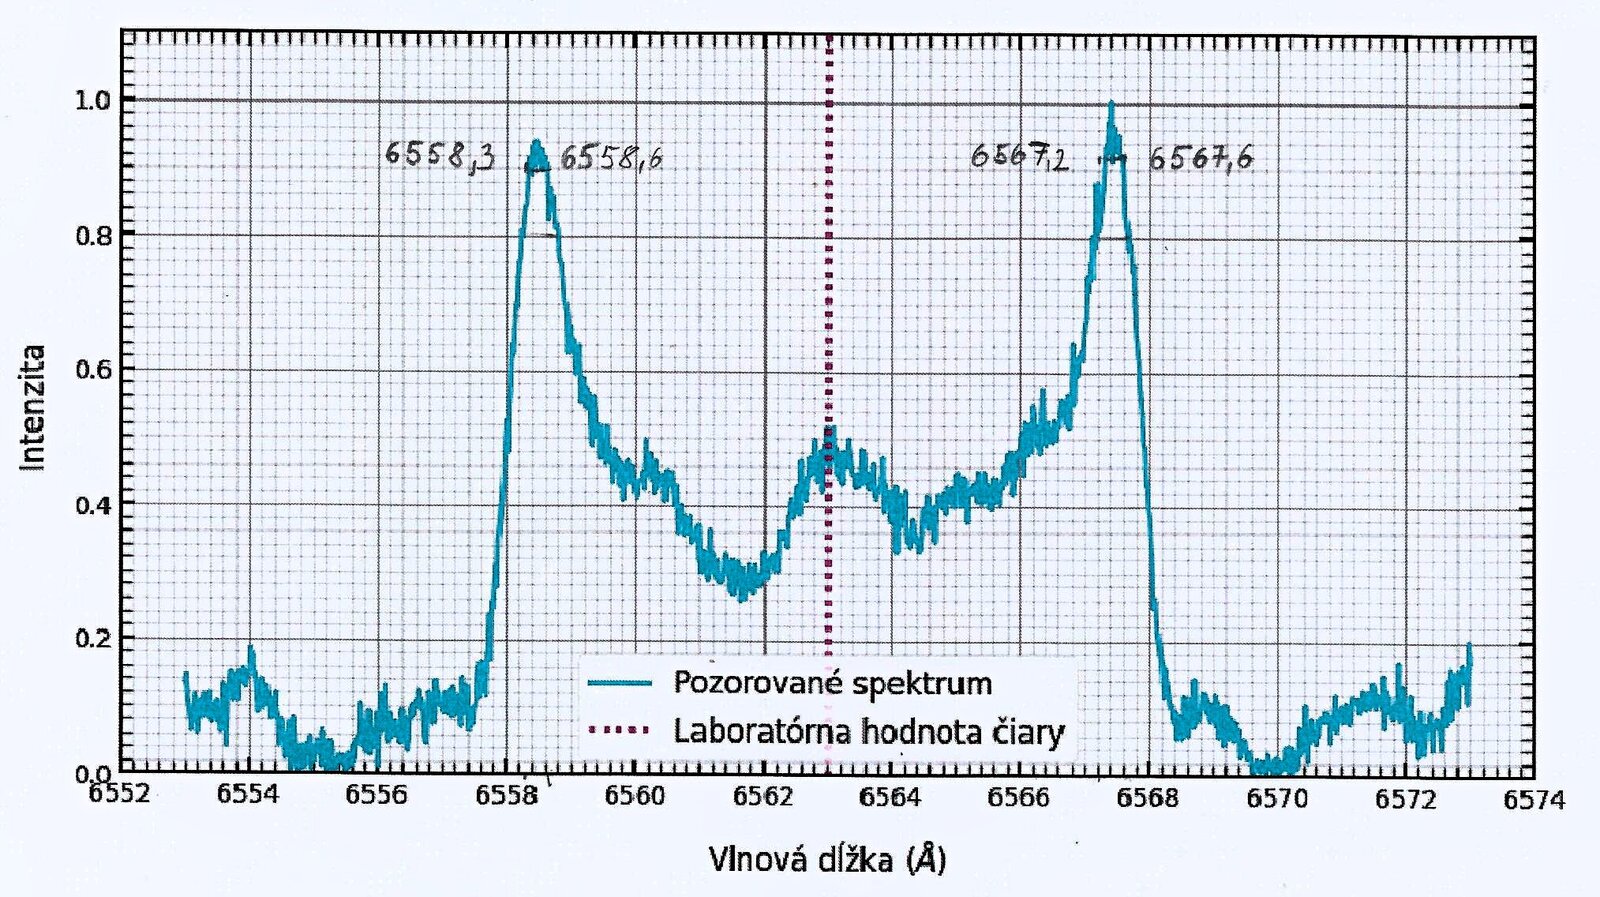 1.0
6558,3
6558,6
6567,2
6567,6
0.8
0.6
Intenzita
0.4
0.2
Pozorované spektrum
Laboratórna hodnota čiary
0.0
6552 6554 6556 6558 6560 6562 6564 6566 6568 6570 6572 6574
Vlnová dĺžka (Å)